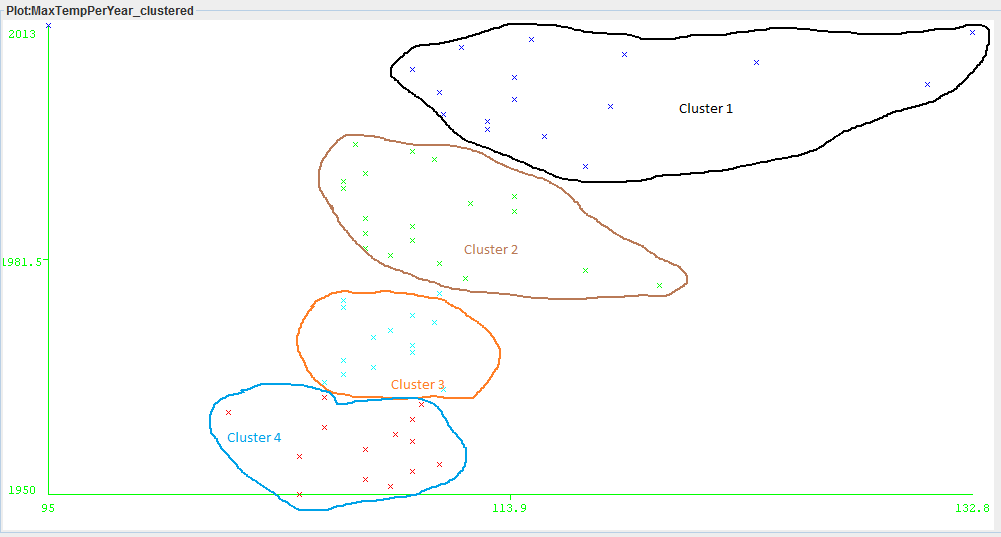 Plot:MaxTempPerYear_clustered
2013
Cluster 1
Cluster 2
1981.5
Cluster 3
Cluster 4
1950
95
113.9
132.8